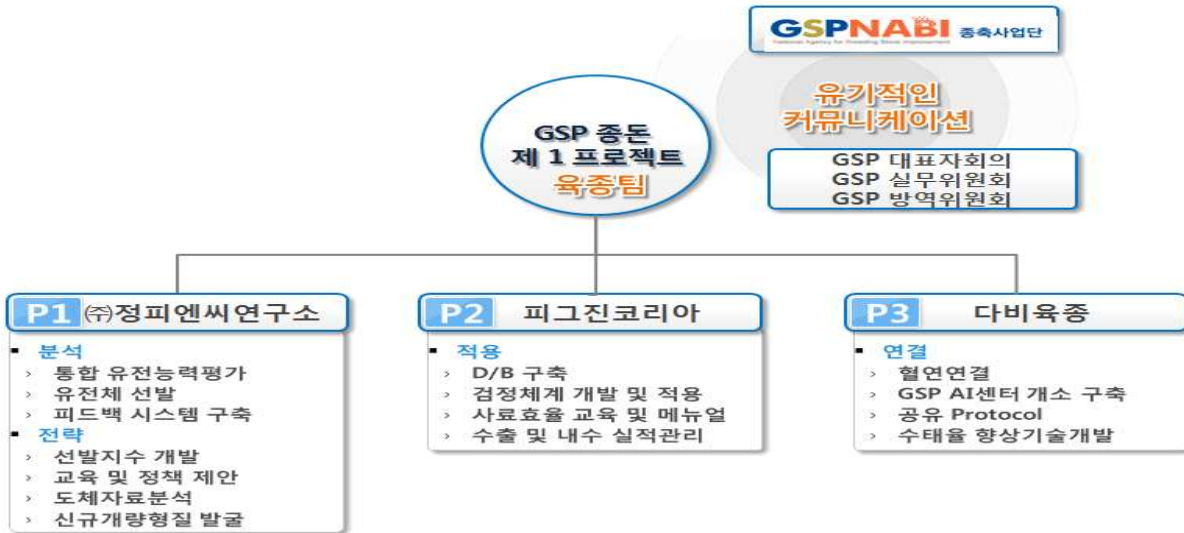 GSPNABI 종축사업단
National Agency for Breeding Stock Improvement
유기적인
커뮤니케이션
GSP 대표자회의
GSP 실무위원회
GSP 방역위원회
GSP 종돈
제 1 프로젝트
육종팀
P1 ㈜정피엔씨연구소
▪ 분석
› 통합 유전능력평가
› 유전체 선발
› 피드백 시스템 구축
▪ 전략
› 선발지수 개발
› 교육 및 정책 제안
› 도체자료분석
› 신규개량형질 발굴
P2 피그진코리아
▪ 적용
› D/B 구축
› 검정체계 개발 및 적용
› 사료효율 교육 및 메뉴얼
› 수출 및 내수 실적관리
P3 다비육종
▪ 연결
› 혈연연결
› GSP AI센터 개소 구축
› 공유 Protocol
› 수태율 향상기술개발